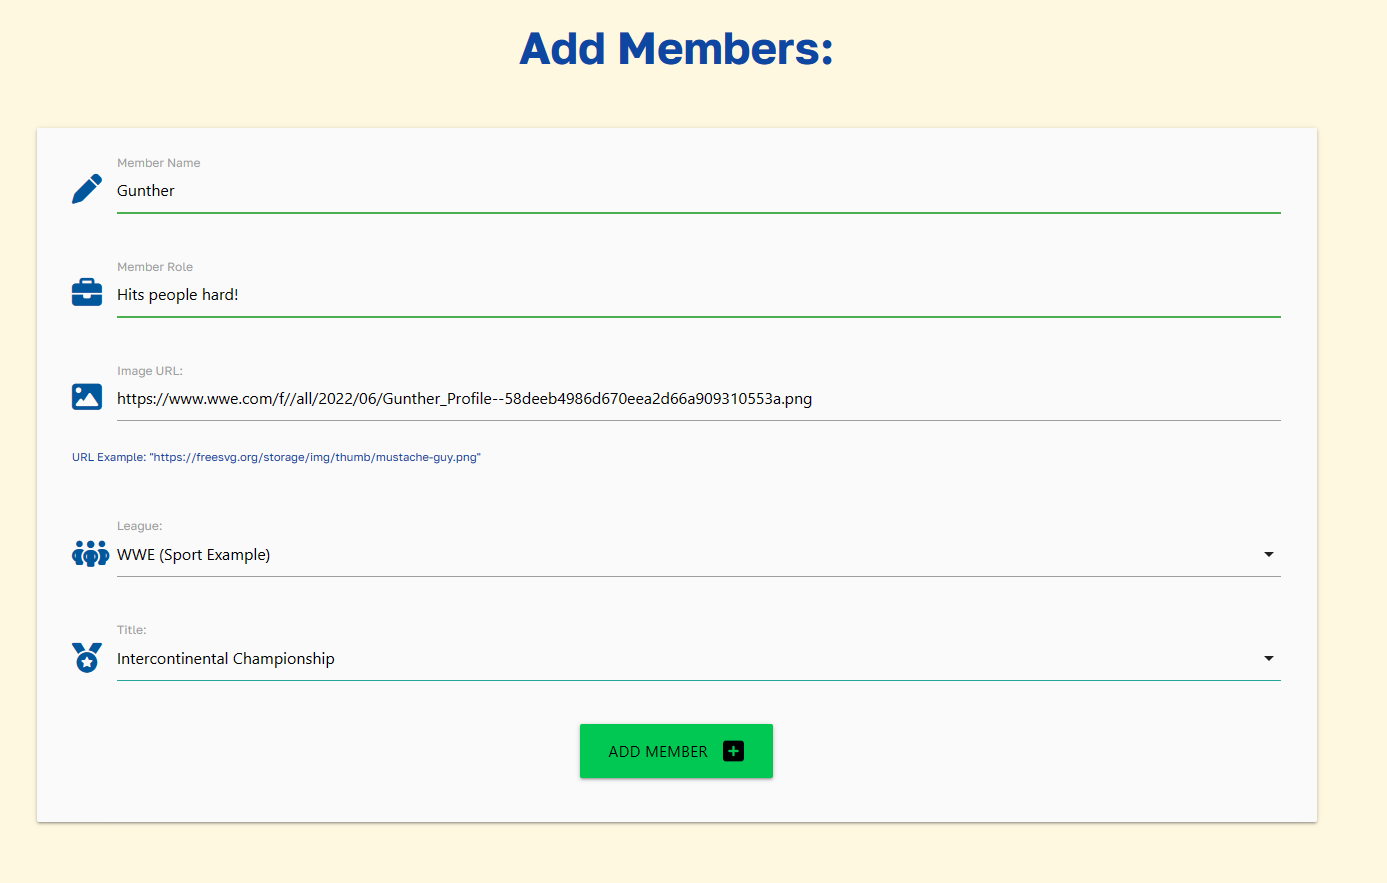 Add Members:
Member Name
Gunther
Member Role
Hits people hard!
Image URL:
https://www.wwe.com/f//all/2022/06/Gunther_Profile--58deeb4986d670eea2d66a909310553a.png
URL Example: "https://freesvg.org/storage/img/thumb/mustache-guy.png"
League:
WWE (Sport Example)
Title:
Intercontinental Championship
ADD MEMBER